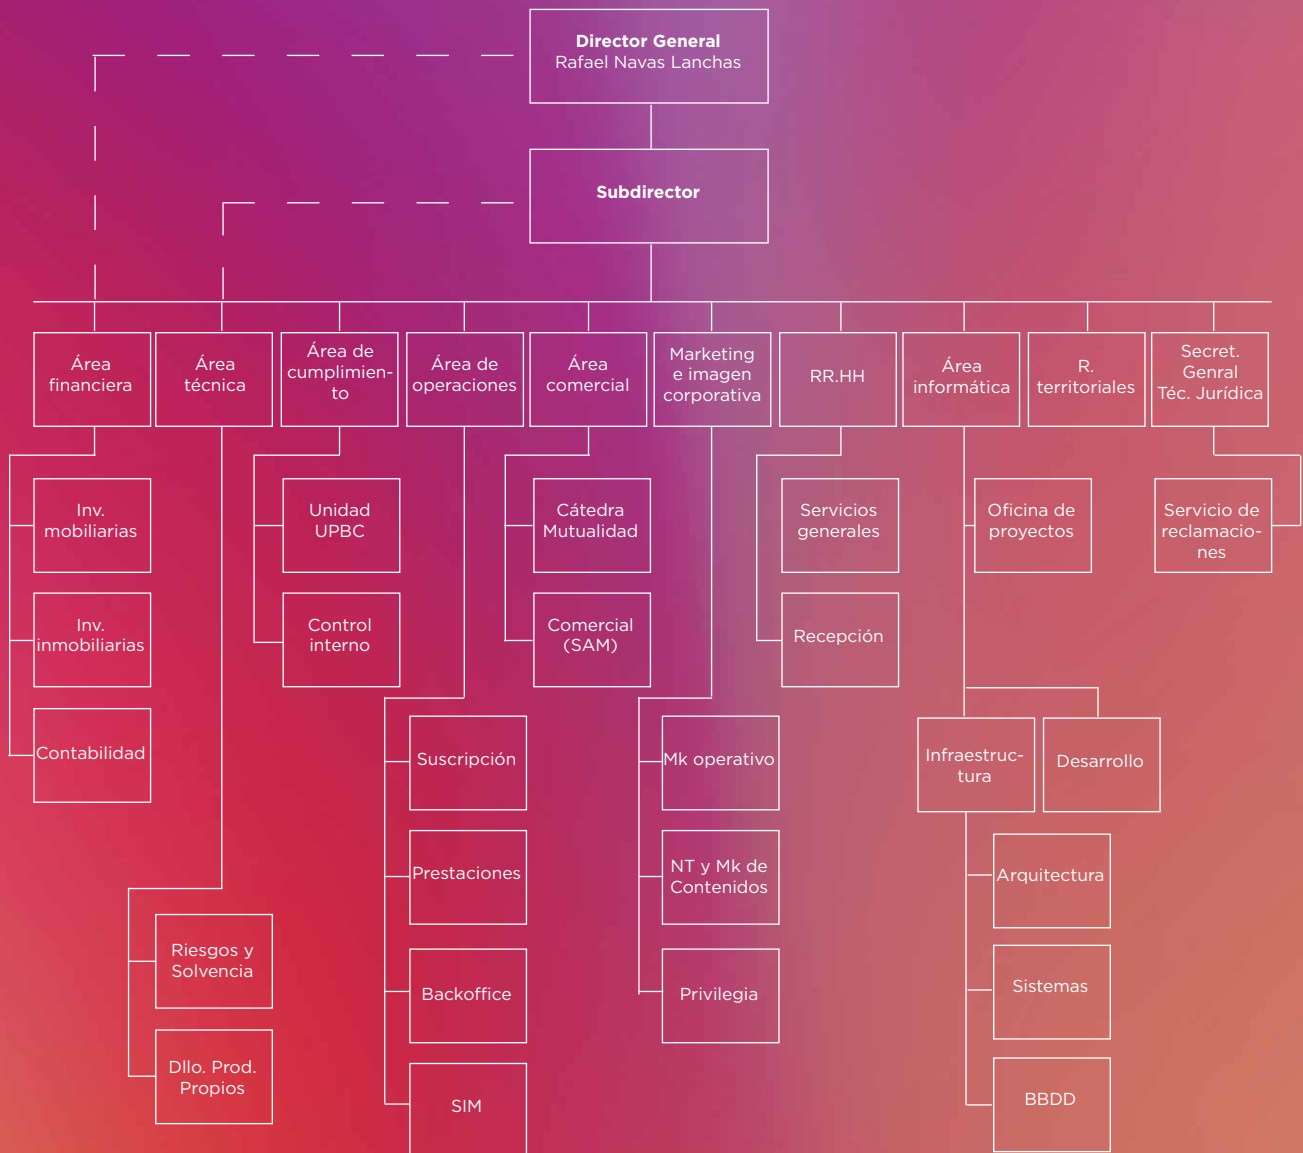 Director General
Rafael Navas Lanchas
Subdirector
Área
financiera
Área
técnica
Área de
cumplimien-
to
Área de
operaciones
Área
comercial
Marketing
e imagen
corporativa
RR.HH
Área
informática
R.
territoriales
Secret.
Genral
Téc. Jurídica
Inv.
mobiliarias
Unidad
UPBC
Cátedra
Mutualidad
Servicios
generales
Oficina de
proyectos
Servicio de
reclamacio-
nes
Inv.
inmobiliarias
Control
interno
Comercial
(SAM)
Recepción
Contabilidad
Suscripción
Mk operativo
Infraestruc-
tura
Desarrollo
Prestaciones
NT y Mk de
Contenidos
Arquitectura
Riesgos y
Solvencia
Backoffice
Privilegia
Sistemas
Dllo. Prod.
Propios
SIM
BBDD